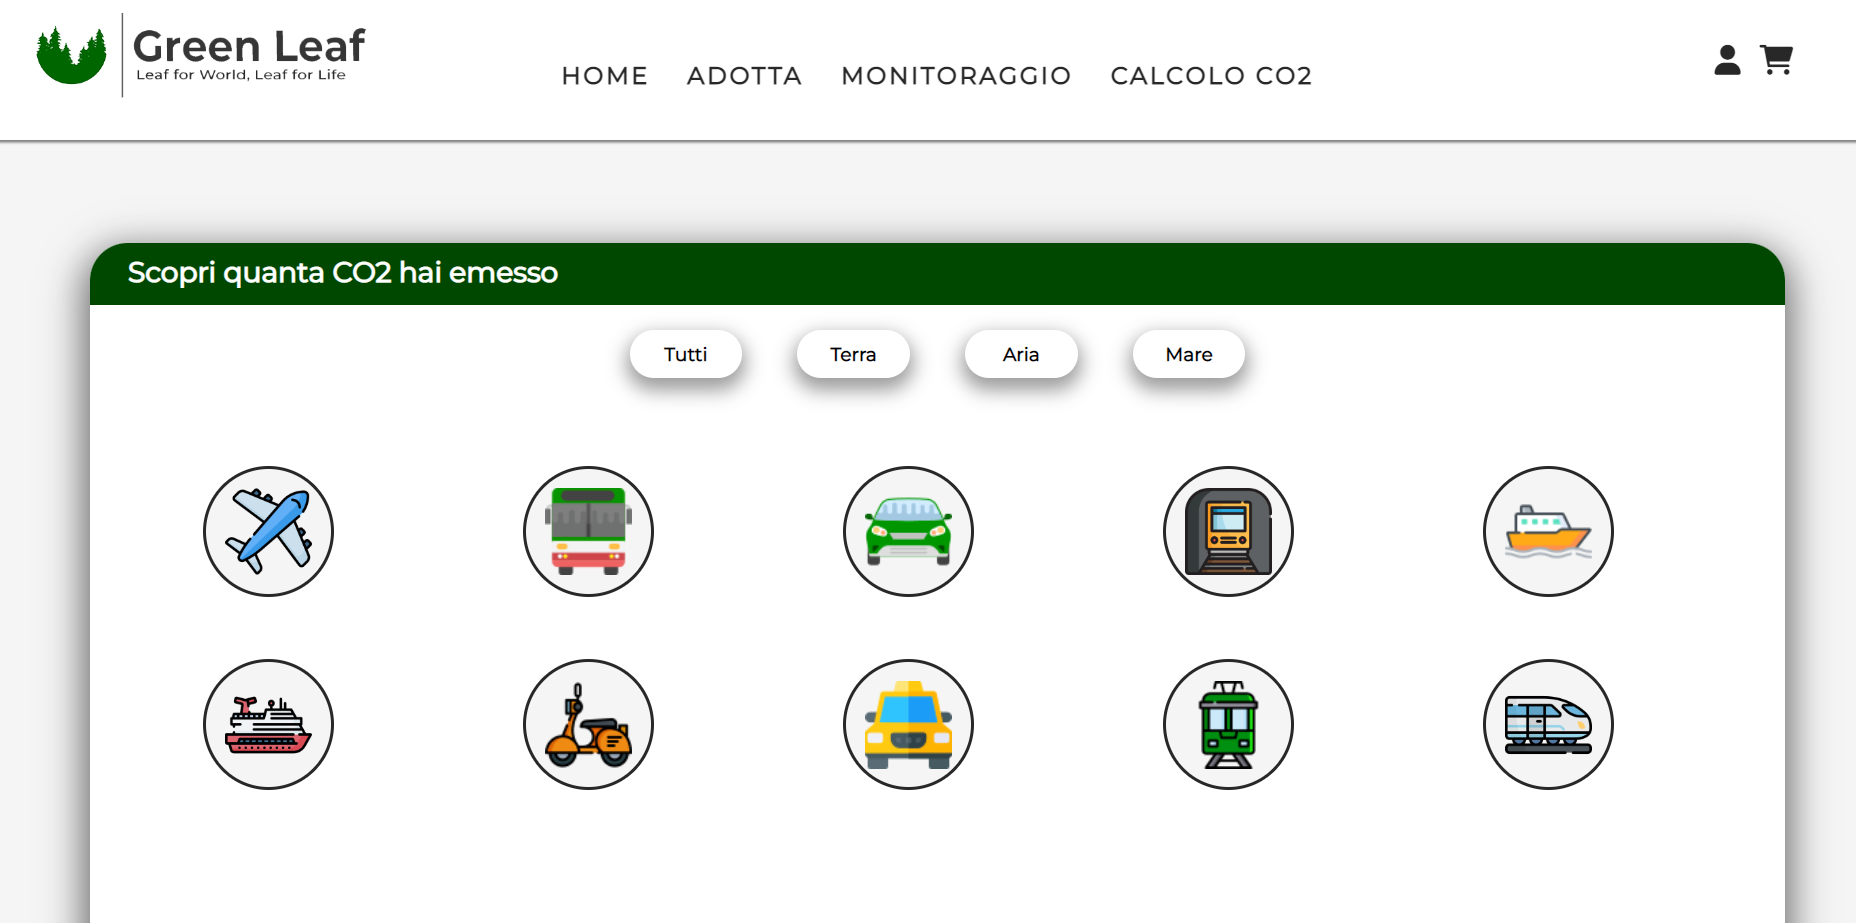 Green Leaf
Leaf for World, Leaf for Life
HOME ADOTTA MONITORAGGIO CALCOLO CO2
Scopri quanta CO2 hai emesso
Tutti Terra Aria Mare